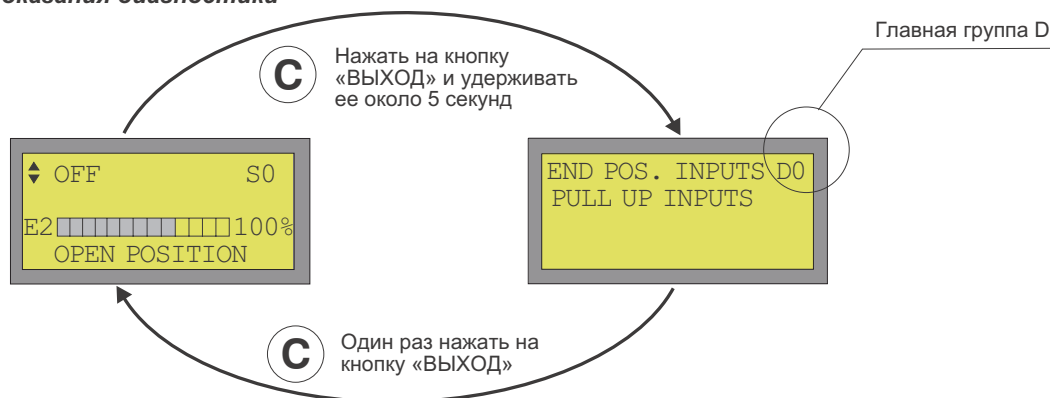 Главная группа D
C
Нажать на кнопку
«ВЫХОД» и удерживать
ее около 5 секунд
OFF S0
E2 100%
OPEN POSITION
END POS. INPUTS D0
PULL UP INPUTS
C
Один раз нажать на
кнопку «ВЫХОД»